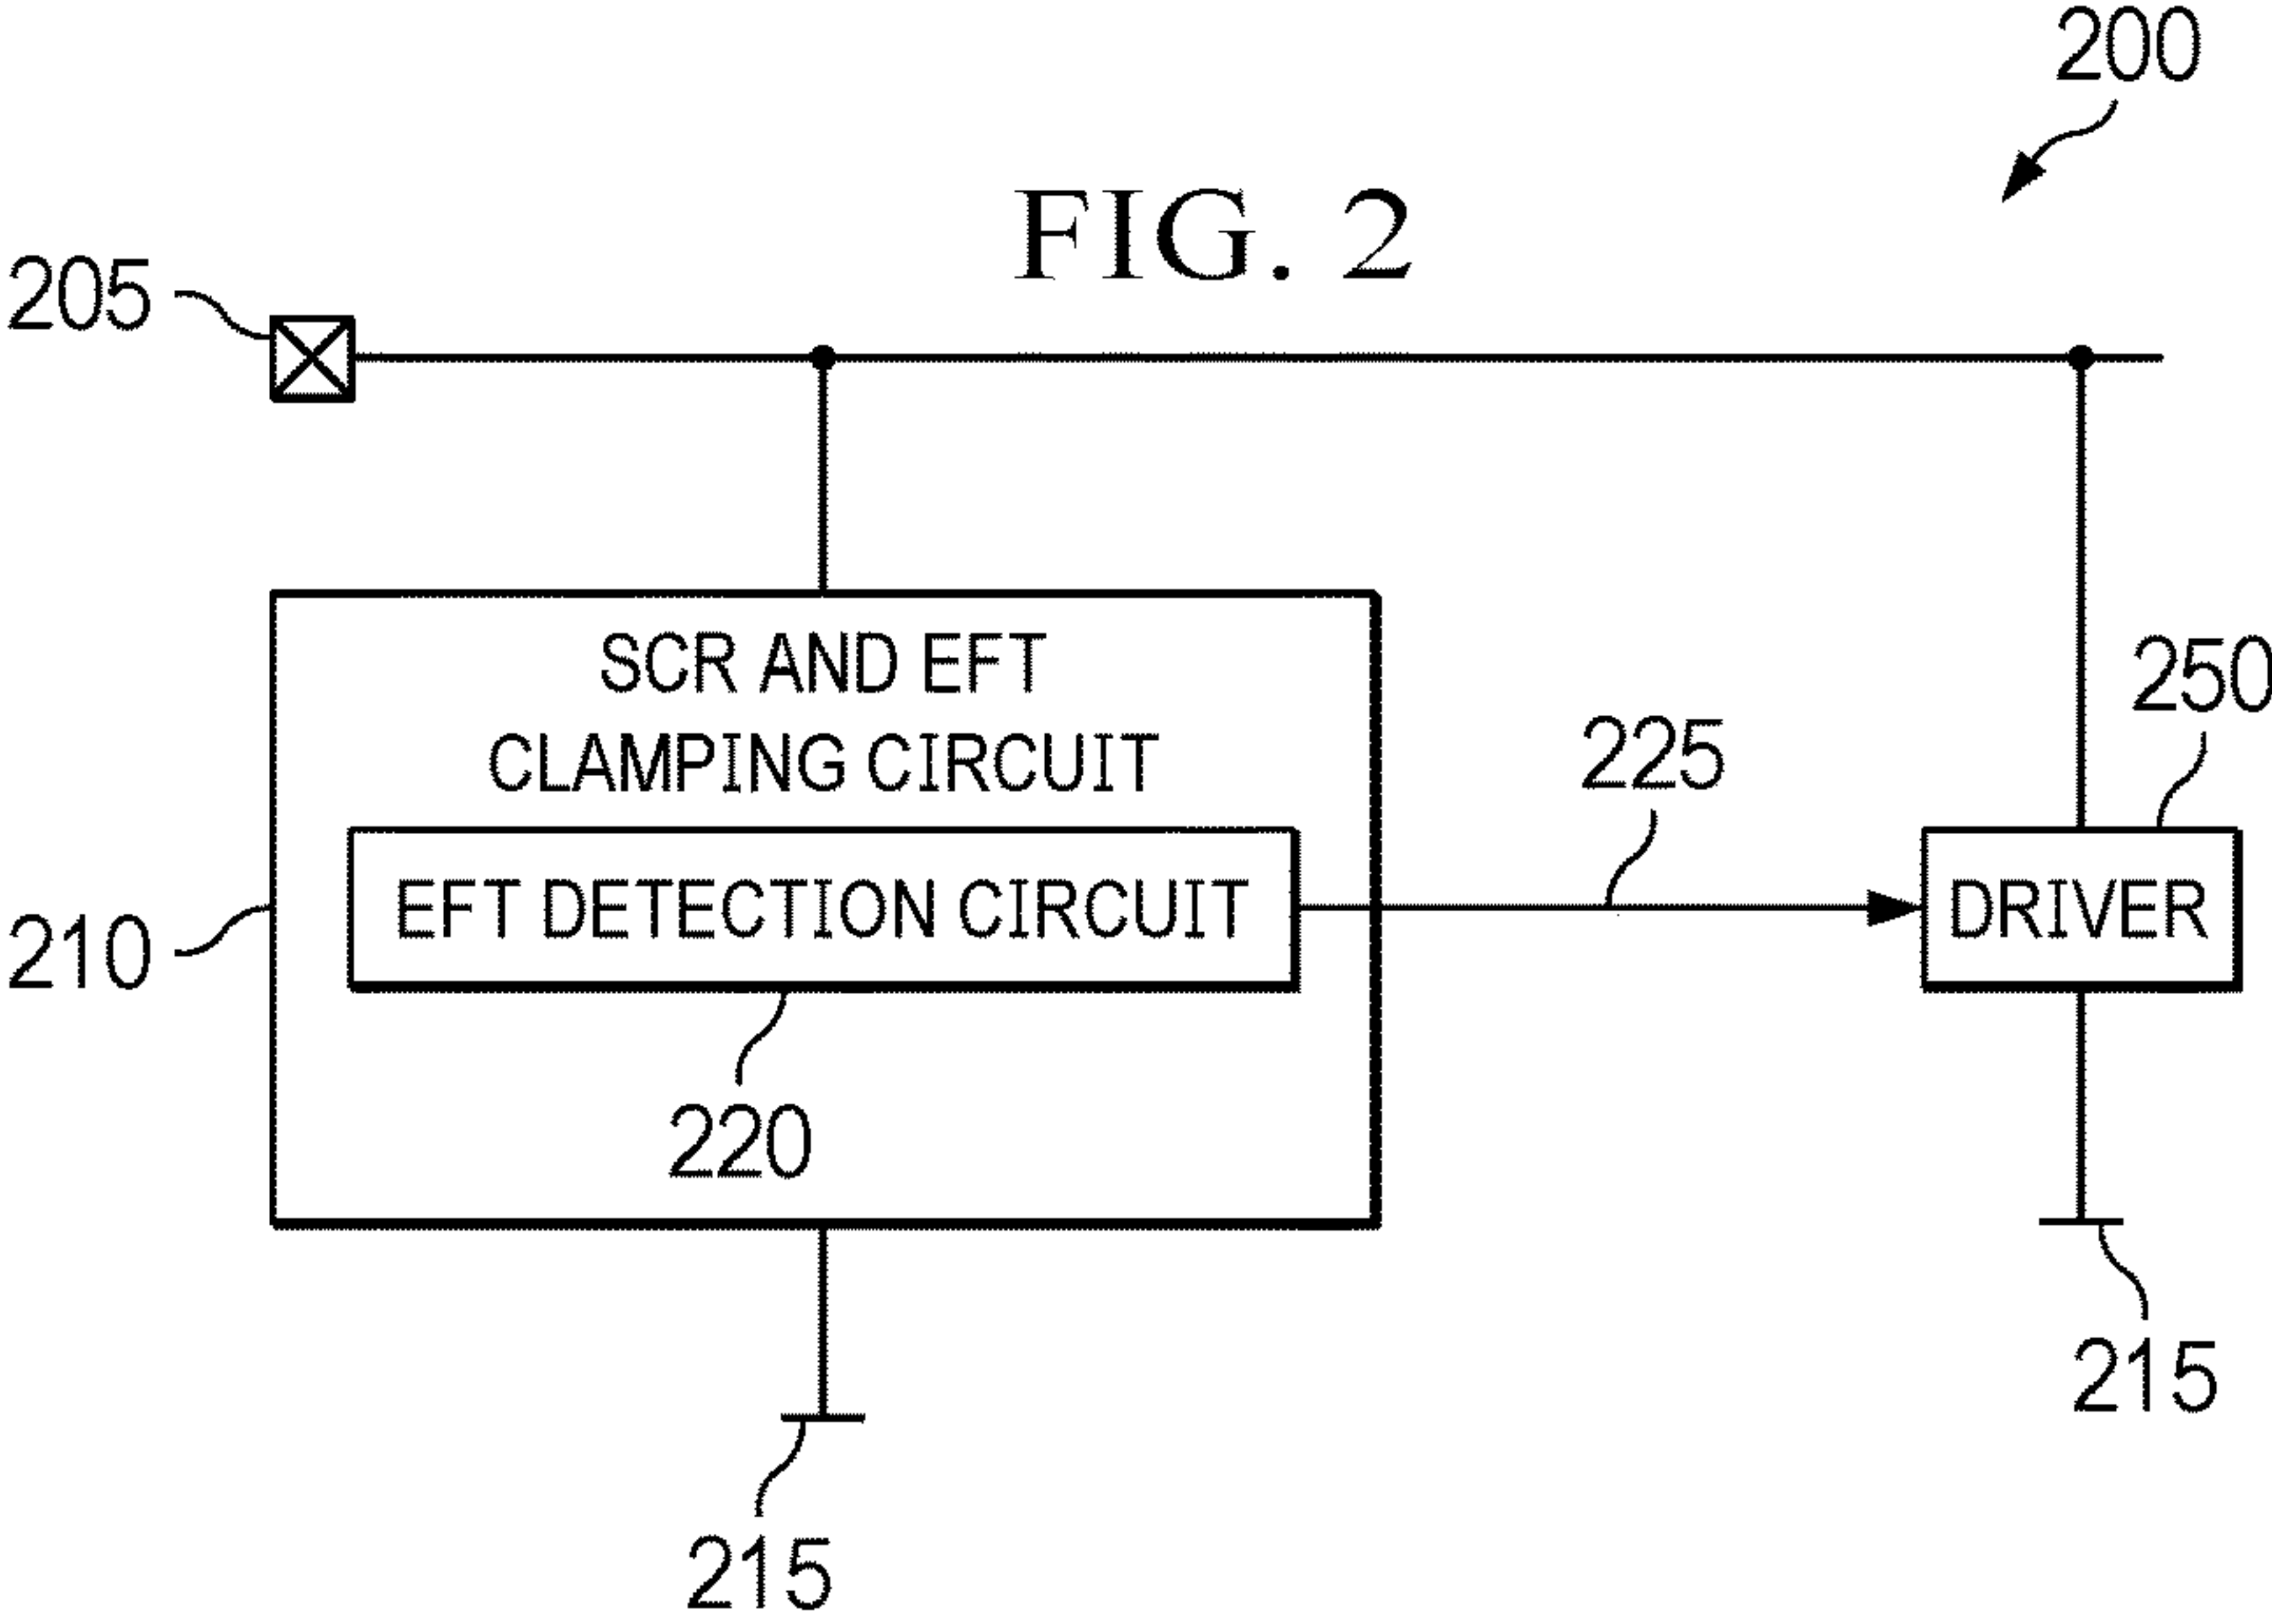 200
FIG. 2
205
SCR AND EFT
CLAMPING CIRCUIT
250
225
EFT DETECTION CIRCUIT
DRIVER
210
220
215
215